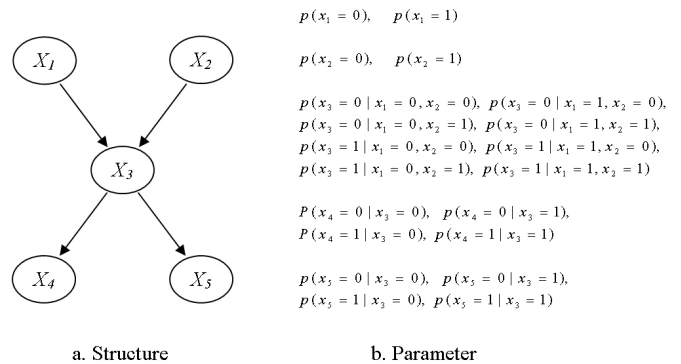 X1
X2
X3
X4
X5
p(x1 = 0), p(x1 = 1)
p(x2 = 0), p(x2 = 1)
p(x3 = 0 | x1 = 0, x2 = 0), p(x3 = 0 | x1 = 1, x2 = 0),
p(x3 = 0 | x1 = 0, x2 = 1), p(x3 = 0 | x1 = 1, x2 = 1),
p(x3 = 1 | x1 = 0, x2 = 0), p(x3 = 1 | x1 = 1, x2 = 0),
p(x3 = 1 | x1 = 0, x2 = 1), p(x3 = 1 | x1 = 1, x2 = 1)
P(x4 = 0 | x3 = 0), p(x4 = 0 | x3 = 1),
P(x4 = 1 | x3 = 0), p(x4 = 1 | x3 = 1)
p(x5 = 0 | x3 = 0), p(x5 = 0 | x3 = 1),
p(x5 = 1 | x3 = 0), p(x5 = 1 | x3 = 1)
a. Structure
b. Parameter